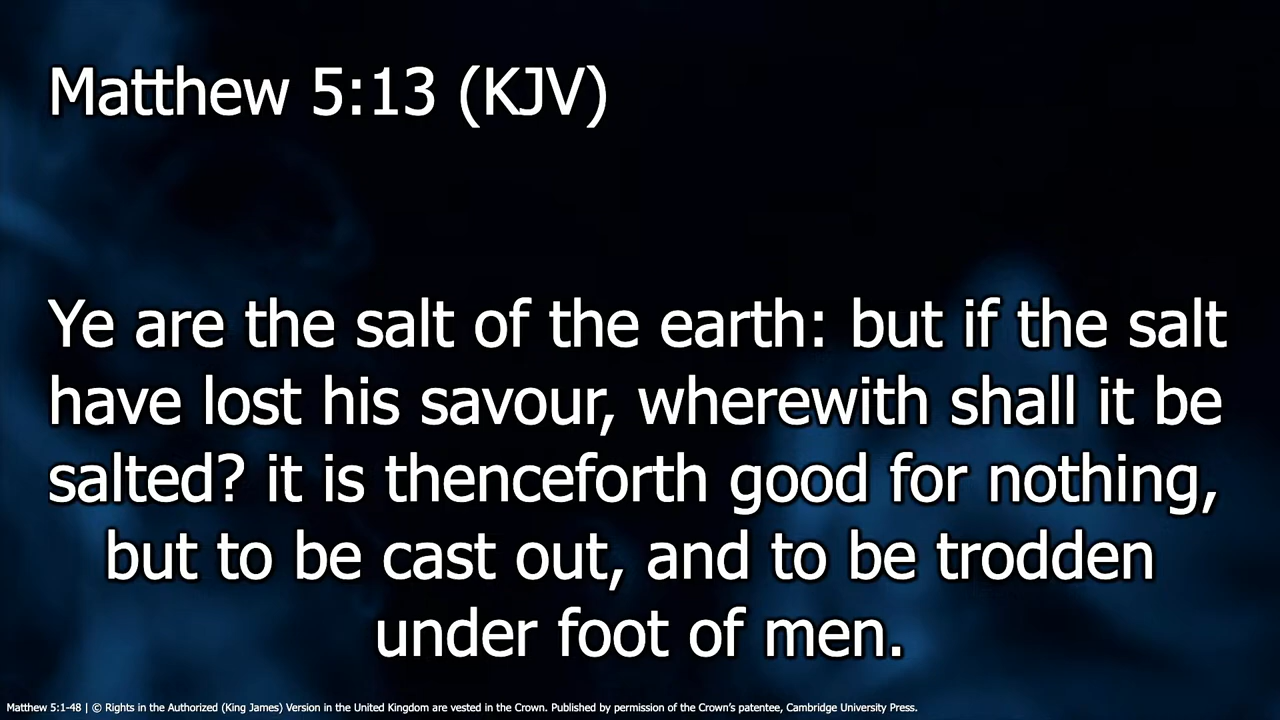 Matthew 5:13 (KJV)
Ye are the salt of the earth: but if the salt
have lost his savour, wherewith shall it be
salted? it is thenceforth good for nothing,
but to be cast out, and to be trodden
under foot of men.
Matthew 5:1-48 | © Rights in the Authorized (King James) Version in the United Kingdom are vested in the Crown. Published by permission of the Crown’s patentee, Cambridge University Press.